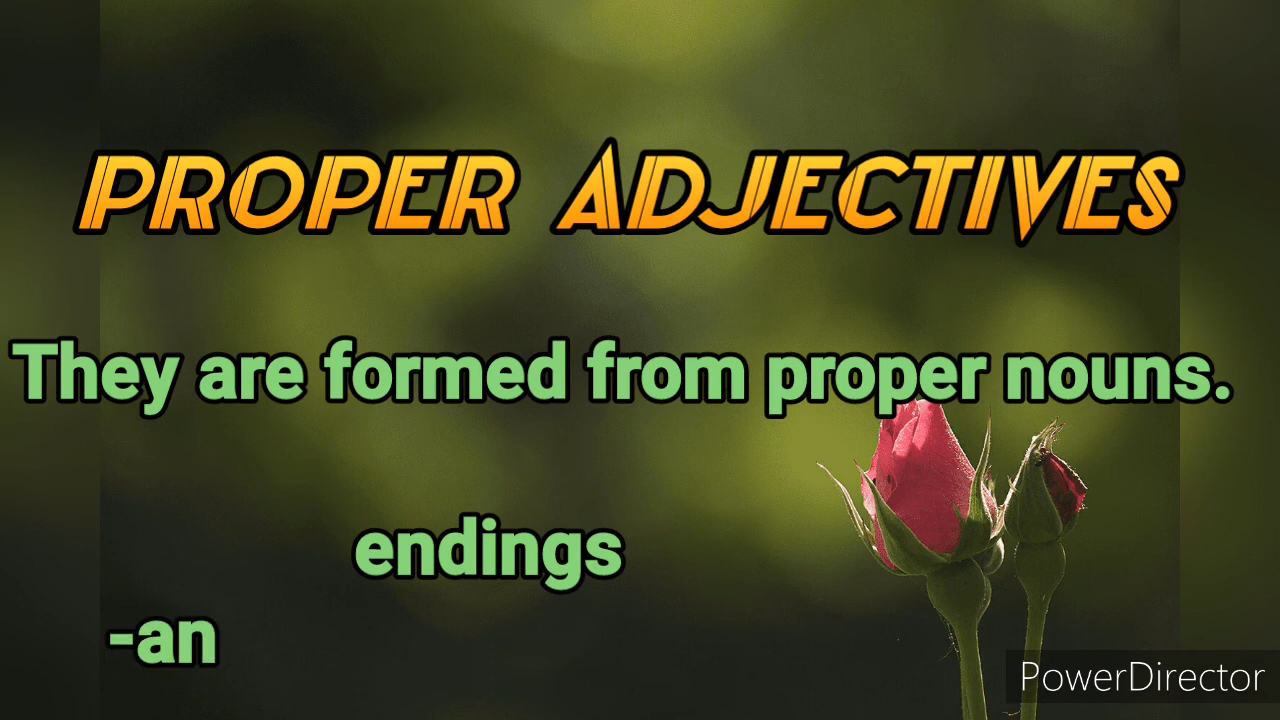 PROPER ADJECTIVES
They are formed from proper nouns.
endings
-an
PowerDirector